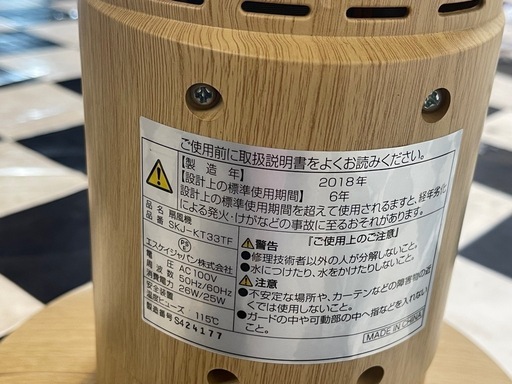 ご使用前に取扱説明書をよくお読みください。
【製造年】 2018年
【設計上の標準使用期間】 6年
設計上の標準使用期間を超えて使用されますと、経年劣化
による発火・けがなどの事故に至るおそれがあります。
品名 扇風機
品番 SKJ-KT33TF
PSE
エスケイジャパン株式会社
電圧 AC100V
周波数 50Hz/60Hz
消費電力 26W/25W
安全装置
温度ヒューズ 115℃
製造番号 S424177
警告 「ご使用上のご注意」
●修理技術者以外の人が分解しないこと。
●水につけたり、水をかけたりしないこと。
注意
●不安定な場所や、カーテンなどの障害物の近
くでは使用しないこと。
●ガードの中や可動部の中へ指などを入れない
こと。
MADE IN CHINA